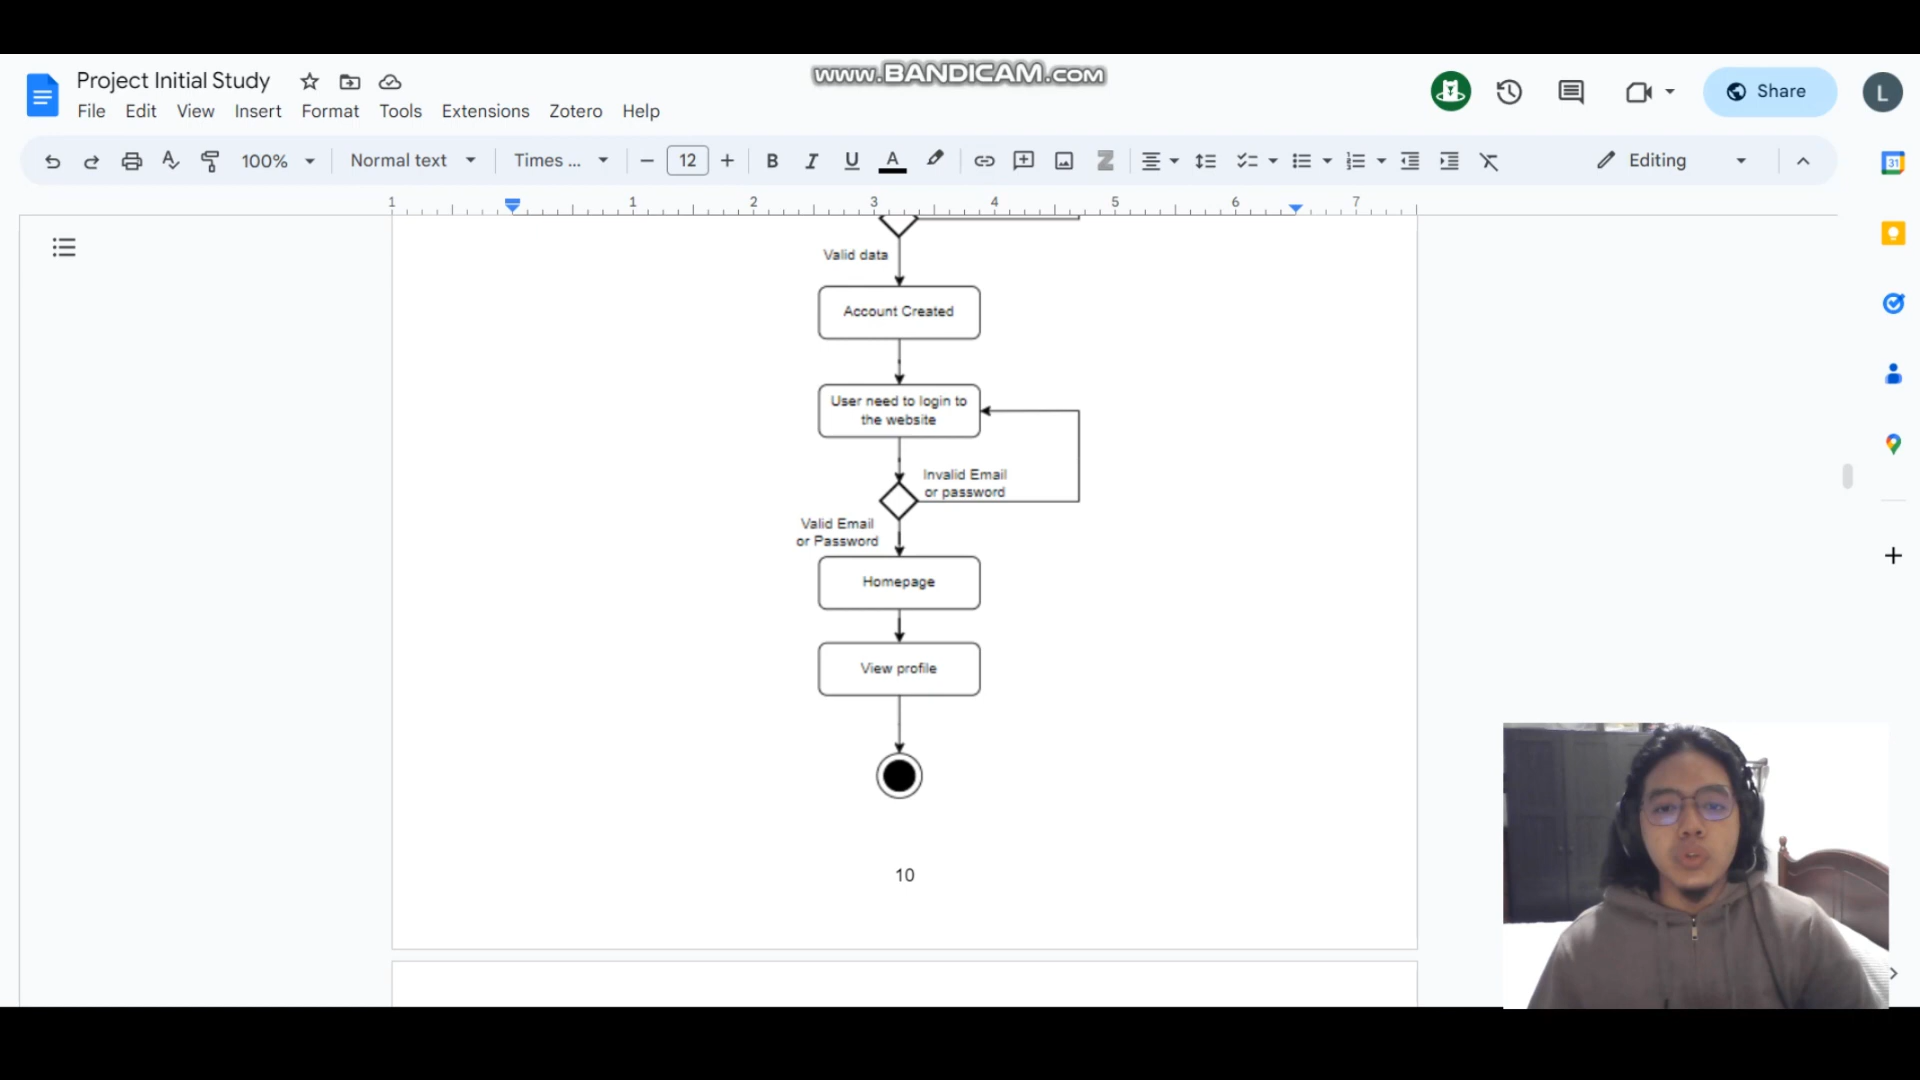 www.BANDICAM.com
Project Initial Study
File Edit View Insert Format Tools Extensions Zotero Help
Share
L
100% Normal text Times ... 12 Editing
31
1 1 2 3 4 5 6 7
Valid data
Account Created
User need to login to
the website
Invalid Email
or password
Valid Email
or Password
Homepage
View profile
10